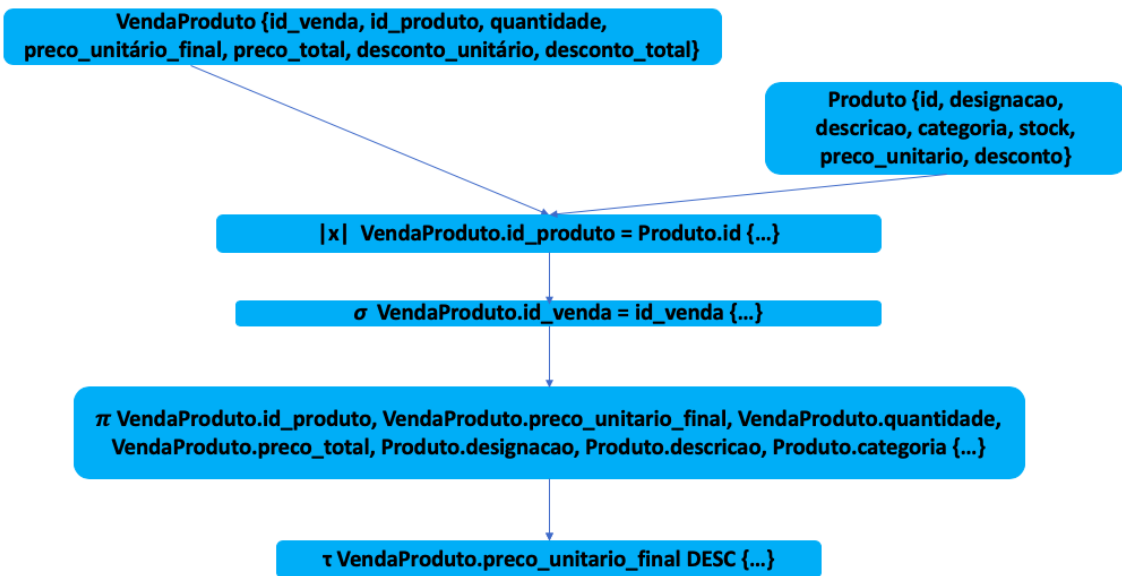 VendaProduto {id_venda, id_produto, quantidade,
preco_unitário_final, preco_total, desconto_unitário, desconto_total}
Produto {id, designacao,
descricao, categoria, stock,
preco_unitario, desconto}
|x| VendaProduto.id_produto = Produto.id {...}
σ VendaProduto.id_venda = id_venda {...}
π VendaProduto.id_produto, VendaProduto.preco_unitario_final, VendaProduto.quantidade,
VendaProduto.preco_total, Produto.designacao, Produto.descricao, Produto.categoria {...}
τ VendaProduto.preco_unitario_final DESC {...}